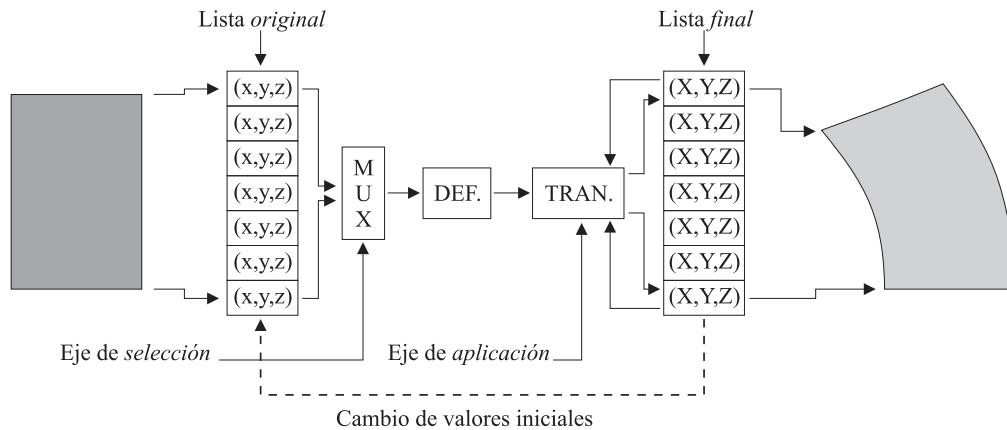 Lista original
Lista final
(x,y,z)
(x,y,z)
(x,y,z)
(x,y,z)
(x,y,z)
(x,y,z)
(x,y,z)
M
U
X
DEF.
TRAN.
(X,Y,Z)
(X,Y,Z)
(X,Y,Z)
(X,Y,Z)
(X,Y,Z)
(X,Y,Z)
(X,Y,Z)
Eje de selección
Eje de aplicación
Cambio de valores iniciales